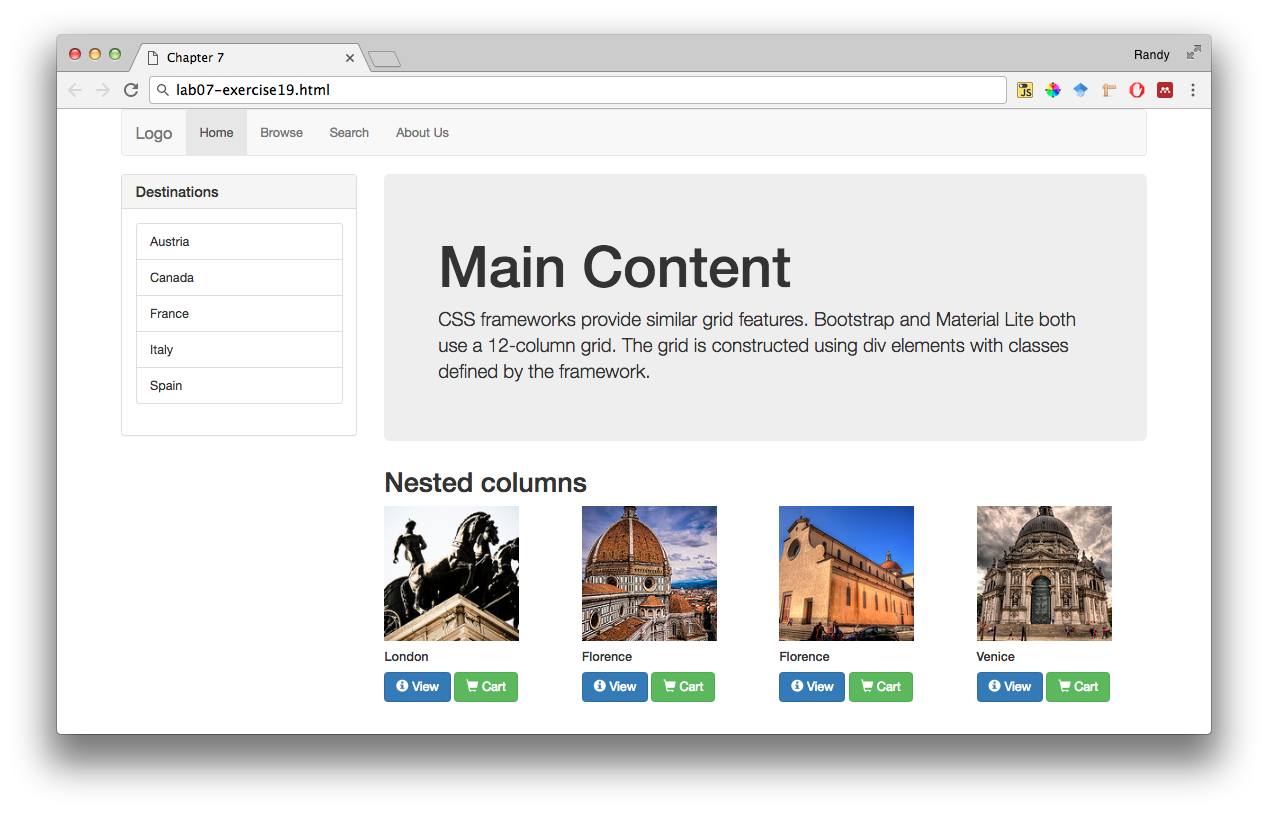 Chapter 7
Randy
lab07-exercise19.html
JS
Logo Home Browse Search About Us
Destinations
Austria
Canada
France
Italy
Spain
Main Content
CSS frameworks provide similar grid features. Bootstrap and Material Lite both
use a 12-column grid. The grid is constructed using div elements with classes
defined by the framework.
Nested columns
London
View Cart
Florence
View Cart
Florence
View Cart
Venice
View Cart